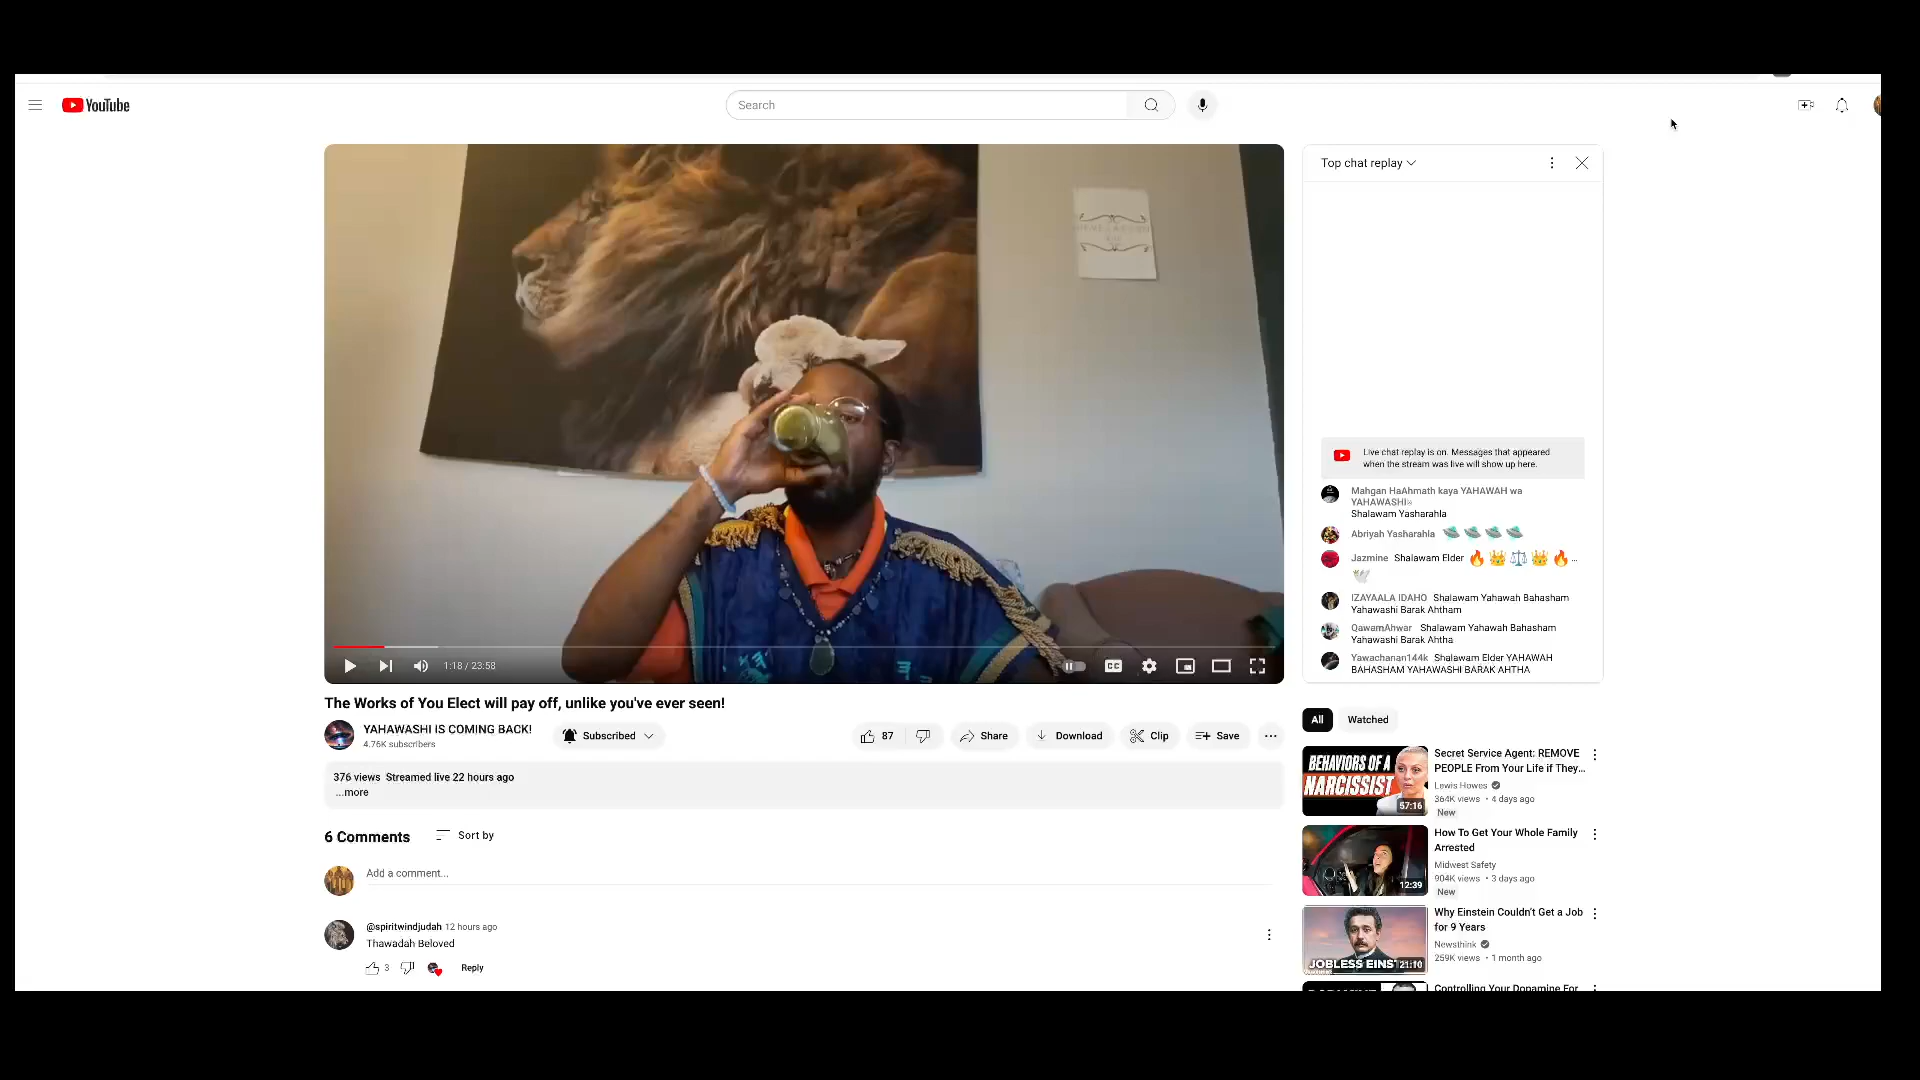 YouTube
Search
Top chat replay
Live chat replay is on. Messages that appeared
when the stream was live will show up here.
Mahgan HaAhmath kaya YAHAWAH wa
YAHAWASHI
Shalawam Yasharahla
Abriyah Yasharahla
Jazmine Shalawam Elder
IZAYAALA IDAHO Shalawam Yahawah Bahasham
Yahawashi Barak Ahtham
QawamAhwar Shalawam Yahawah Bahasham
Yahawashi Barak Ahtha
Yawachanan144k Shalawam Elder YAHAWAH
BAHASHAM YAHAWASHI BARAK AHTHA
1:18 / 23:58
CC
The Works of You Elect will pay off, unlike you've ever seen!
YAHAWASHI IS COMING BACK!
4.76K subscribers
Subscribed
87
Share
Download
Clip
Save
376 views Streamed live 22 hours ago
...more
6 Comments
Sort by
Add a comment...
@spiritwindjudah 12 hours ago
Thawadah Beloved
3
Reply
All
Watched
BEHAVIORS OF A
NARCISSIST
57:16
Secret Service Agent: REMOVE
PEOPLE From Your Life if They...
Lewis Howes
364K views • 4 days ago
New
12:39
How To Get Your Whole Family
Arrested
Midwest Safety
904K views • 3 days ago
New
JOBLESS EINST
21:10
Why Einstein Couldn't Get a Job
for 9 Years
Newsthink
259K views • 1 month ago
Controlling Your Dopamine For